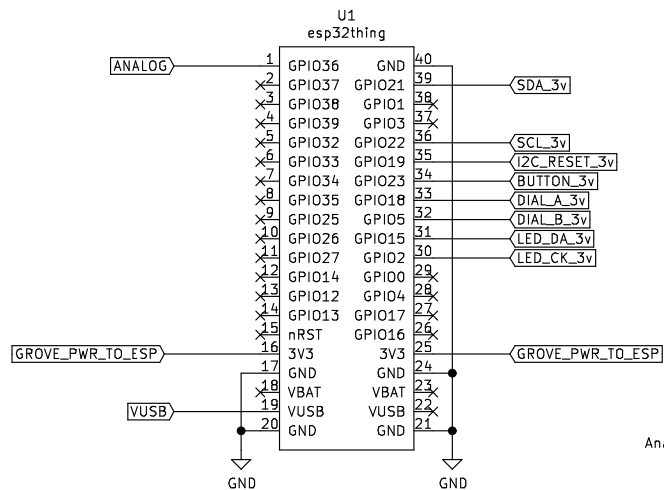 U1
esp32thing
ANALOG 1 GPIO36 GND 40
2 GPIO37 GPIO21 39 SDA_3v
3 GPIO38 GPIO1 38
4 GPIO39 GPIO3 37
5 GPIO32 GPIO22 36 SCL_3v
6 GPIO33 GPIO19 35 I2C_RESET_3v
7 GPIO34 GPIO23 34 BUTTON_3v
8 GPIO35 GPIO18 33 DIAL_A_3v
9 GPIO25 GPIO5 32 DIAL_B_3v
10 GPIO26 GPIO15 31 LED_DA_3v
11 GPIO27 GPIO2 30 LED_CK_3v
12 GPIO14 GPIO0 29
13 GPIO12 GPIO4 28
14 GPIO13 GPIO17 27
15 nRST GPIO16 26
GROVE_PWR_TO_ESP 16 3V3 3V3 25 GROVE_PWR_TO_ESP
17 GND GND 24
18 VBAT VBAT 23
VUSB 19 VUSB VUSB 22
20 GND GND 21
GND GND